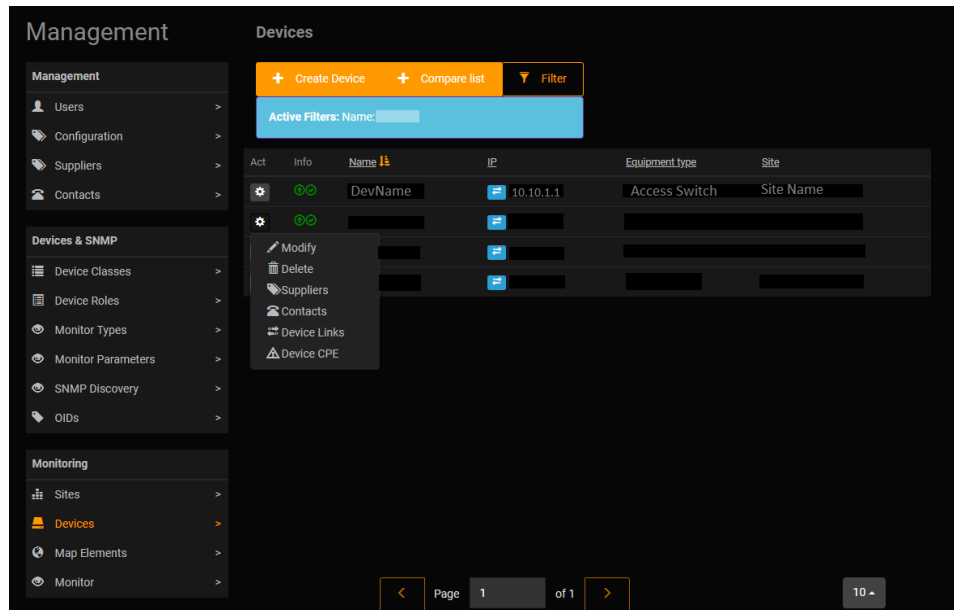 Management
Devices
Management
Users >
Configuration >
Suppliers >
Contacts >
Devices & SNMP
Device Classes >
Device Roles >
Monitor Types >
Monitor Parameters >
SNMP Discovery >
OIDs >
Monitoring
Sites >
Devices >
Map Elements >
Monitor >
+ Create Device + Compare list Filter
Active Filters: Name:
Act Info Name IP Equipment type Site
DevName 10.10.1.1 Access Switch Site Name
Modify
Delete
Suppliers
Contacts
Device Links
Device CPE
< Page 1 of 1 > 10